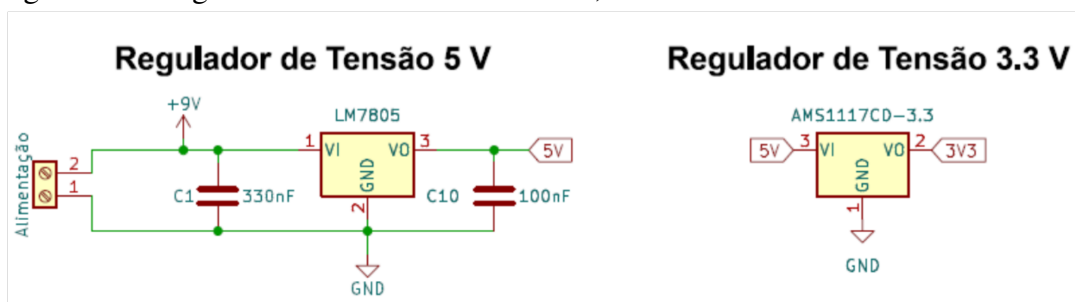 Regulador de Tensão 5 V
Regulador de Tensão 3.3 V
+9V
LM7805
AMS1117CD-3.3
Alimentação
2
1
1
VI
VO
3
5V
GND
2
C1
330nF
C10
100nF
GND
5V
3
VI
VO
2
3V3
GND
1
GND